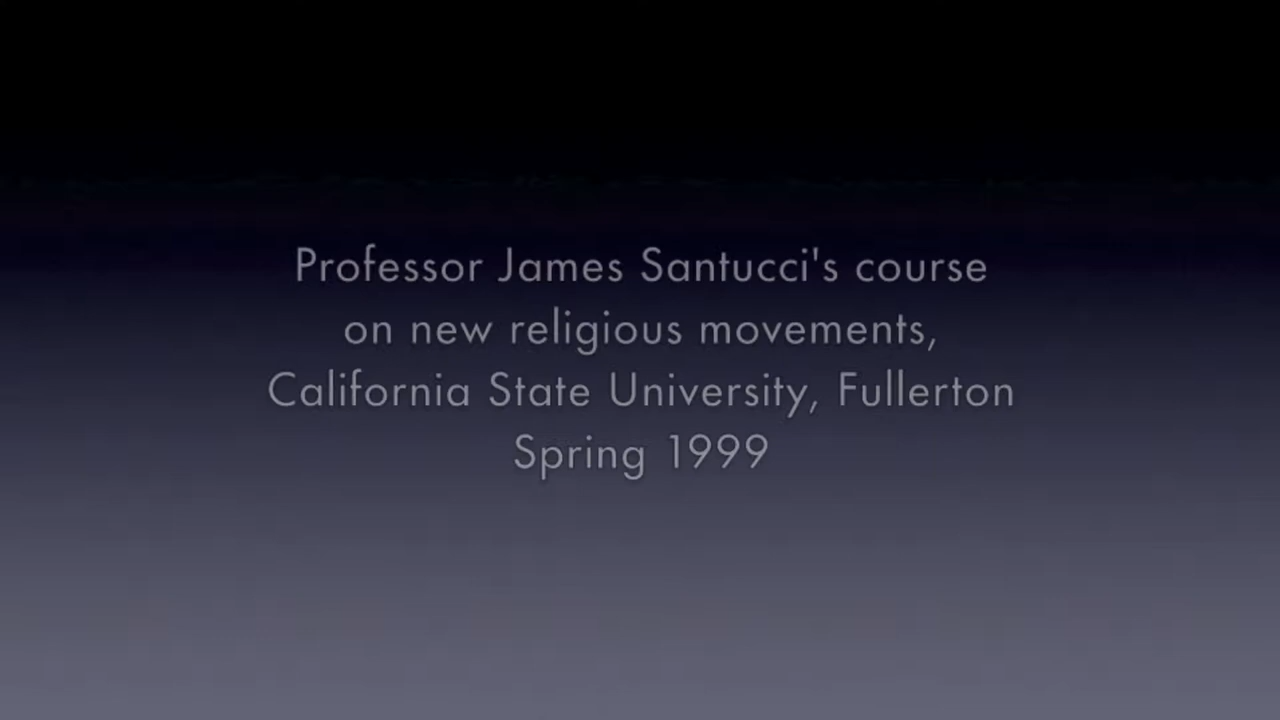 Professor James Santucci's course
on new religious movements,
California State University, Fullerton
Spring 1999